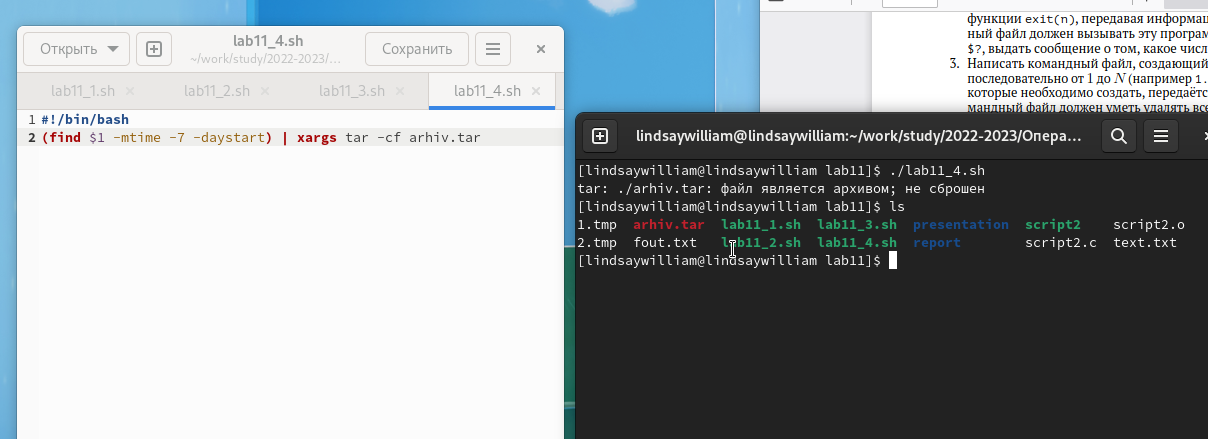 Открыть
lab11_4.sh
~/work/study/2022-2023/...
Сохранить
lab11_1.sh
lab11_2.sh
lab11_3.sh
lab11_4.sh
1 #!/bin/bash
2 (find $1 -mtime -7 -daystart) | xargs tar -cf arhiv.tar
функции exit(n), передавая информац
ный файл должен вызывать эту програм
$?, выдать сообщение о том, какое числ
3. Написать командный файл, создающий
последовательно от 1 до N (например 1.
которые необходимо создать, передаётс
мандный файл должен уметь удалять все
lindsaywilliam@lindsaywilliam:~/work/study/2022-2023/Опера...
[lindsaywilliam@lindsaywilliam lab11]$ ./lab11_4.sh
tar: ./arhiv.tar: файл является архивом; не сброшен
[lindsaywilliam@lindsaywilliam lab11]$ ls
1.tmp arhiv.tar lab11_1.sh lab11_3.sh presentation script2 script2.o
2.tmp fout.txt lab11_2.sh lab11_4.sh report script2.c text.txt
[lindsaywilliam@lindsaywilliam lab11]$